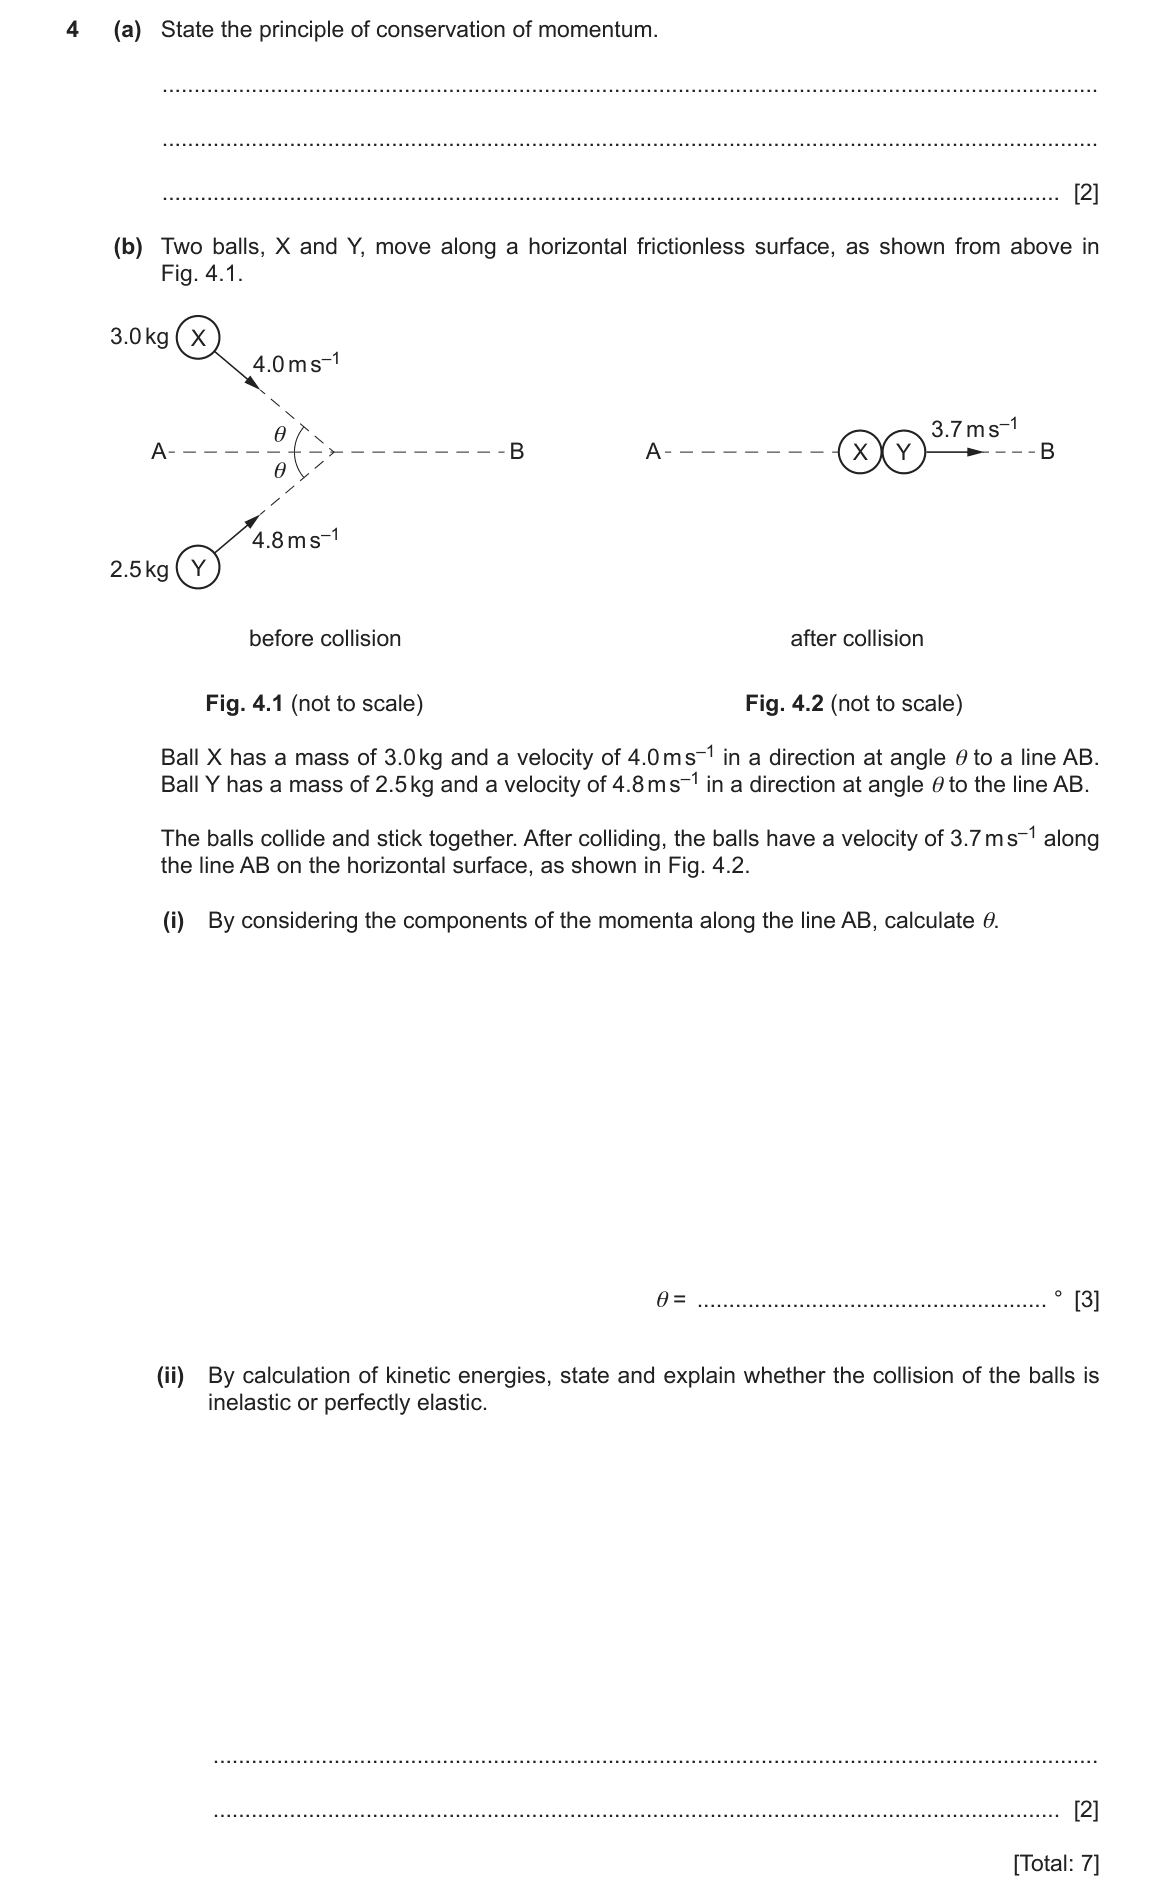 4 (a) State the principle of conservation of momentum.
..........................................................................................
..........................................................................................
.......................................................................................... [2]
(b) Two balls, X and Y, move along a horizontal frictionless surface, as shown from above in
Fig. 4.1.
3.0 kg X
4.0 m s⁻¹
θ
A B
θ
4.8 m s⁻¹
2.5 kg Y
before collision
Fig. 4.1 (not to scale)
3.7 m s⁻¹
A X Y B
after collision
Fig. 4.2 (not to scale)
Ball X has a mass of 3.0 kg and a velocity of 4.0 m s⁻¹ in a direction at angle θ to a line AB.
Ball Y has a mass of 2.5 kg and a velocity of 4.8 m s⁻¹ in a direction at angle θ to the line AB.
The balls collide and stick together. After colliding, the balls have a velocity of 3.7 m s⁻¹ along
the line AB on the horizontal surface, as shown in Fig. 4.2.
(i) By considering the components of the momenta along the line AB, calculate θ.
θ = ...................................................... ° [3]
(ii) By calculation of kinetic energies, state and explain whether the collision of the balls is
inelastic or perfectly elastic.
..........................................................................................
.......................................................................................... [2]
[Total: 7]